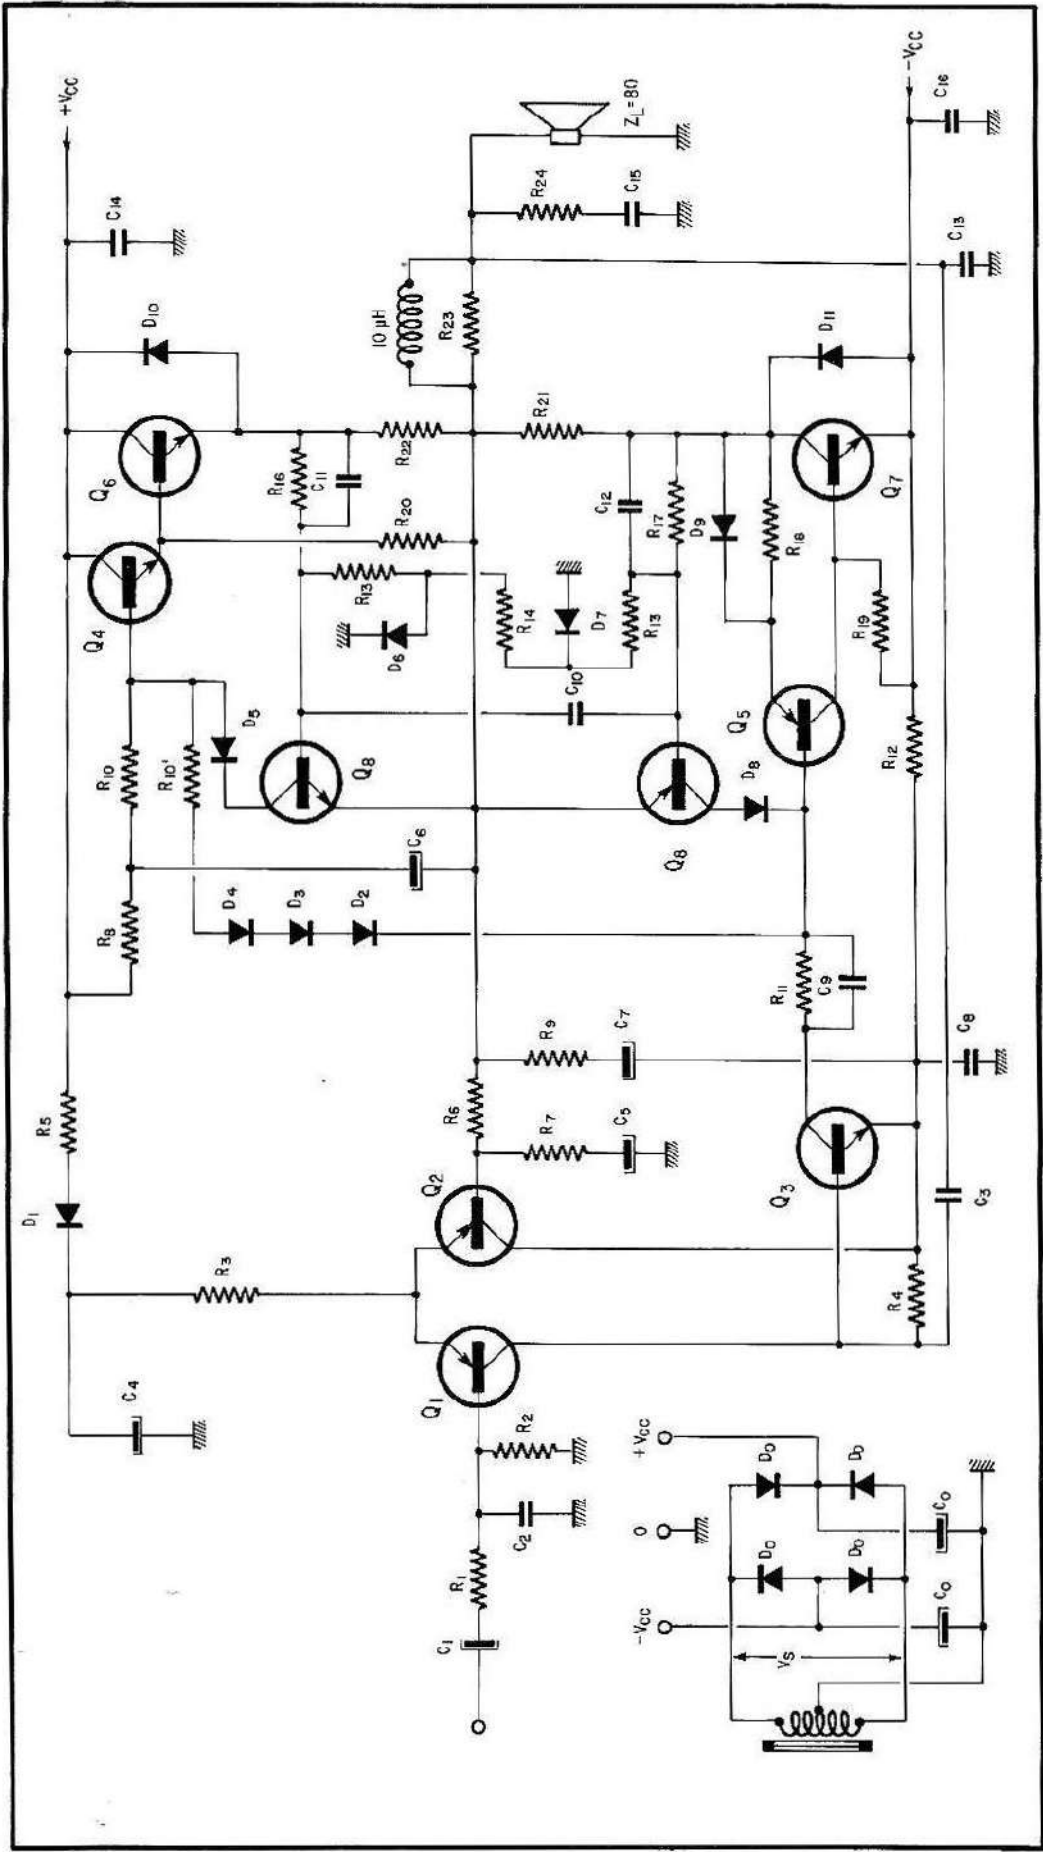 D1
R5
+VCC
C4
R8
R10
Q4
Q6
C14
D10
R10'
R3
D4
D5
D3
D2
Q8
R16
C11
D6
R13
R20
R22
10 µH
C6
R23
C1
R1
Q1
Q2
R6
C2
R2
R7
R9
R14
R21
R24
C5
C7
C10
D7
C12
C15
ZL=80
R13
R17
Q8
D9
D8
Q5
R18
D11
R11
C9
Q3
R19
Q7
R4
R12
-VCC
C16
C3
C8
C13
-VCC
O
+VCC
D0
D0
D0
D0
VS
C0
C0